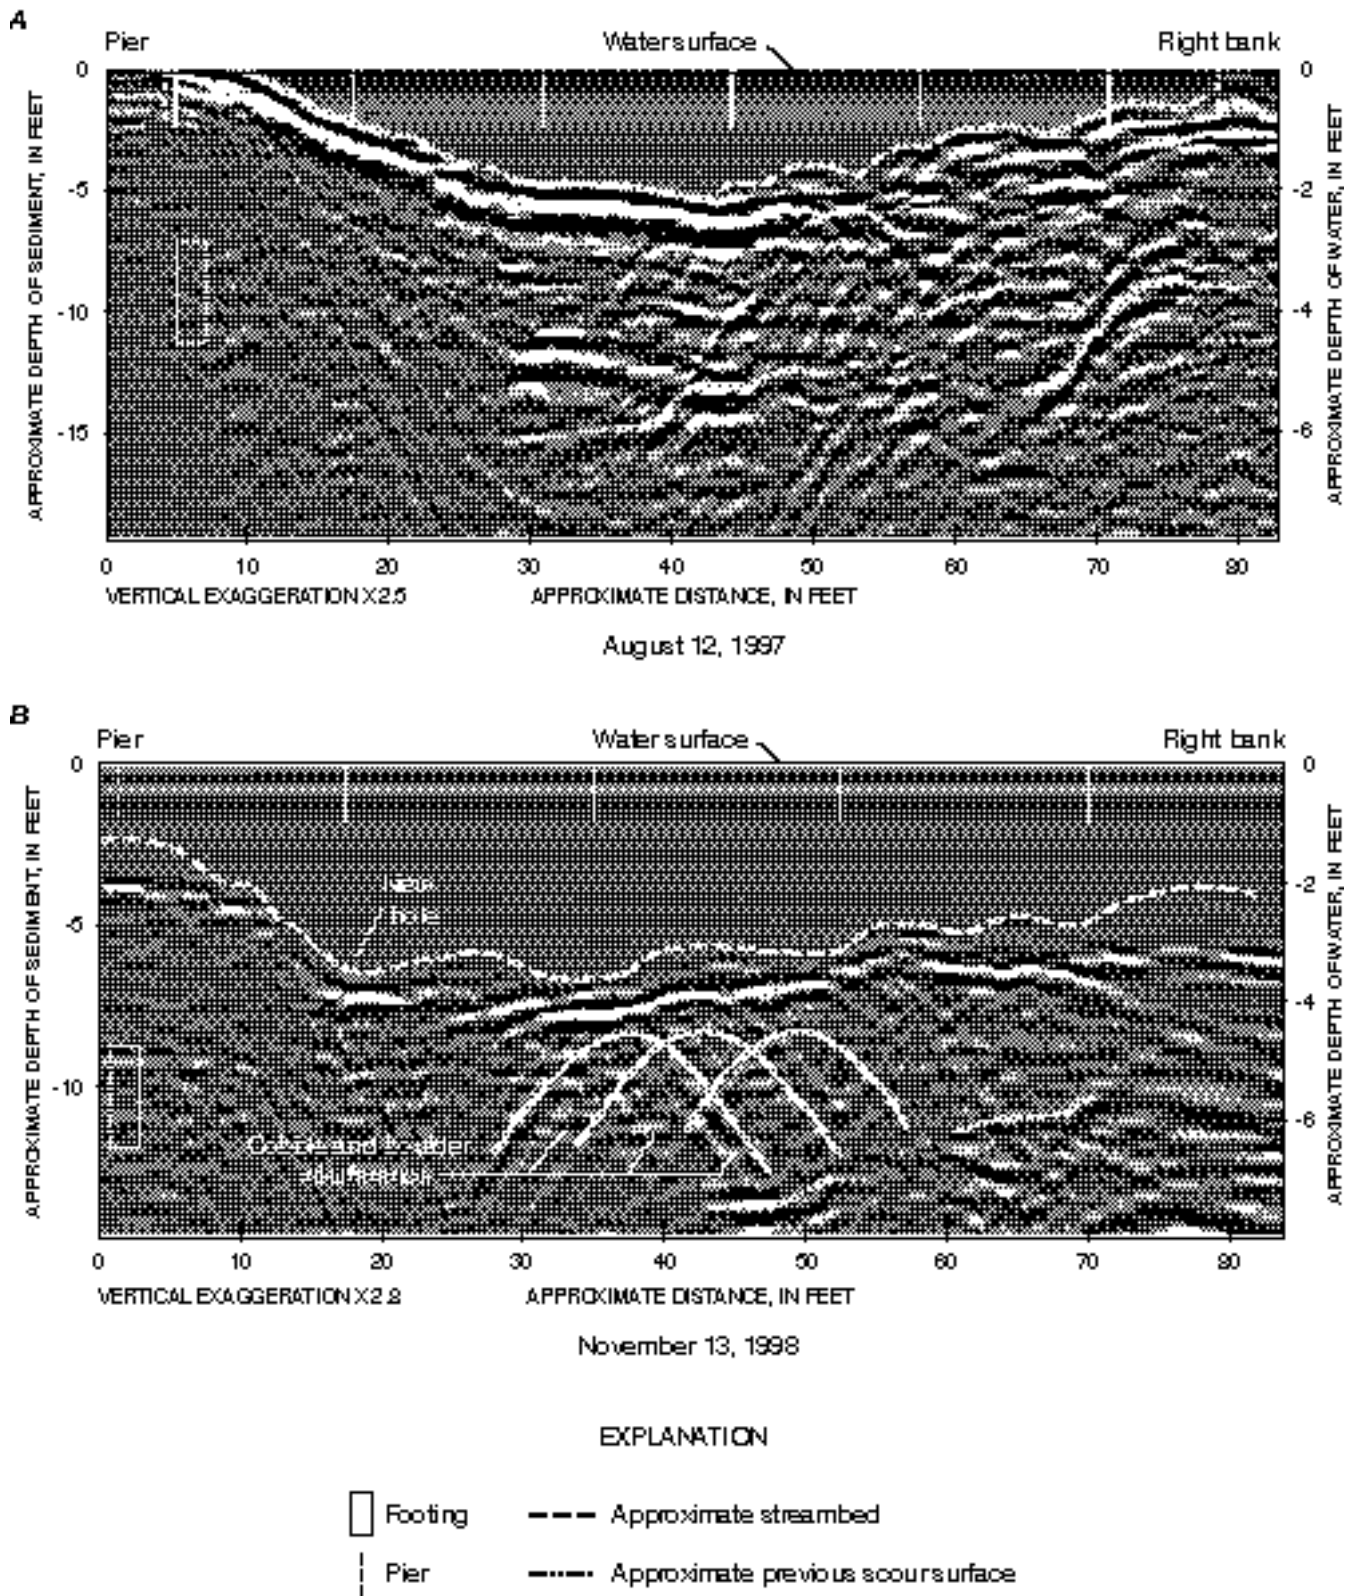 A
Pier Water surface Right bank
0 0
APPROXIMATE DEPTH OF SEDIMENT, IN FEET
APPROXIMATE DEPTH OF WATER, IN FEET
-5 -2
-10 -4
-15 -6
0 10 20 30 40 50 60 70 80
VERTICAL EXAGGERATION X 2.5 APPROXIMATE DISTANCE, IN FEET
August 12, 1997
B
Pier Water surface Right bank
0 0
APPROXIMATE DEPTH OF SEDIMENT, IN FEET
APPROXIMATE DEPTH OF WATER, IN FEET
-2
New
hole
-5
-4
-10
-6
boulder
0 10 20 30 40 50 60 70 80
VERTICAL EXAGGERATION X 2.8 APPROXIMATE DISTANCE, IN FEET
November 13, 1998
EXPLANATION
Footing Approximate streambed
Pier Approximate previous scour surface